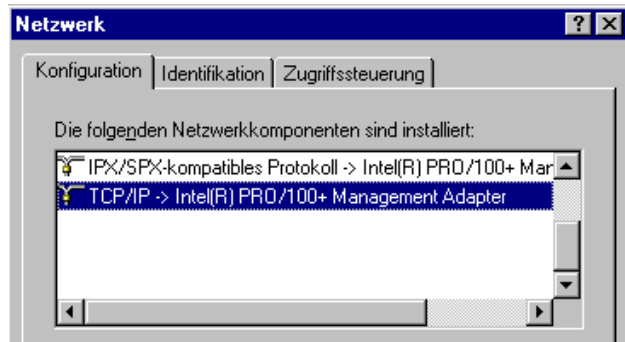 Netzwerk
Konfiguration Identifikation Zugriffssteuerung
Die folgenden Netzwerkkomponenten sind installiert:
IPX/SPX-kompatibles Protokoll -> Intel(R) PRO/100+ Mar
TCP/IP -> Intel(R) PRO/100+ Management Adapter